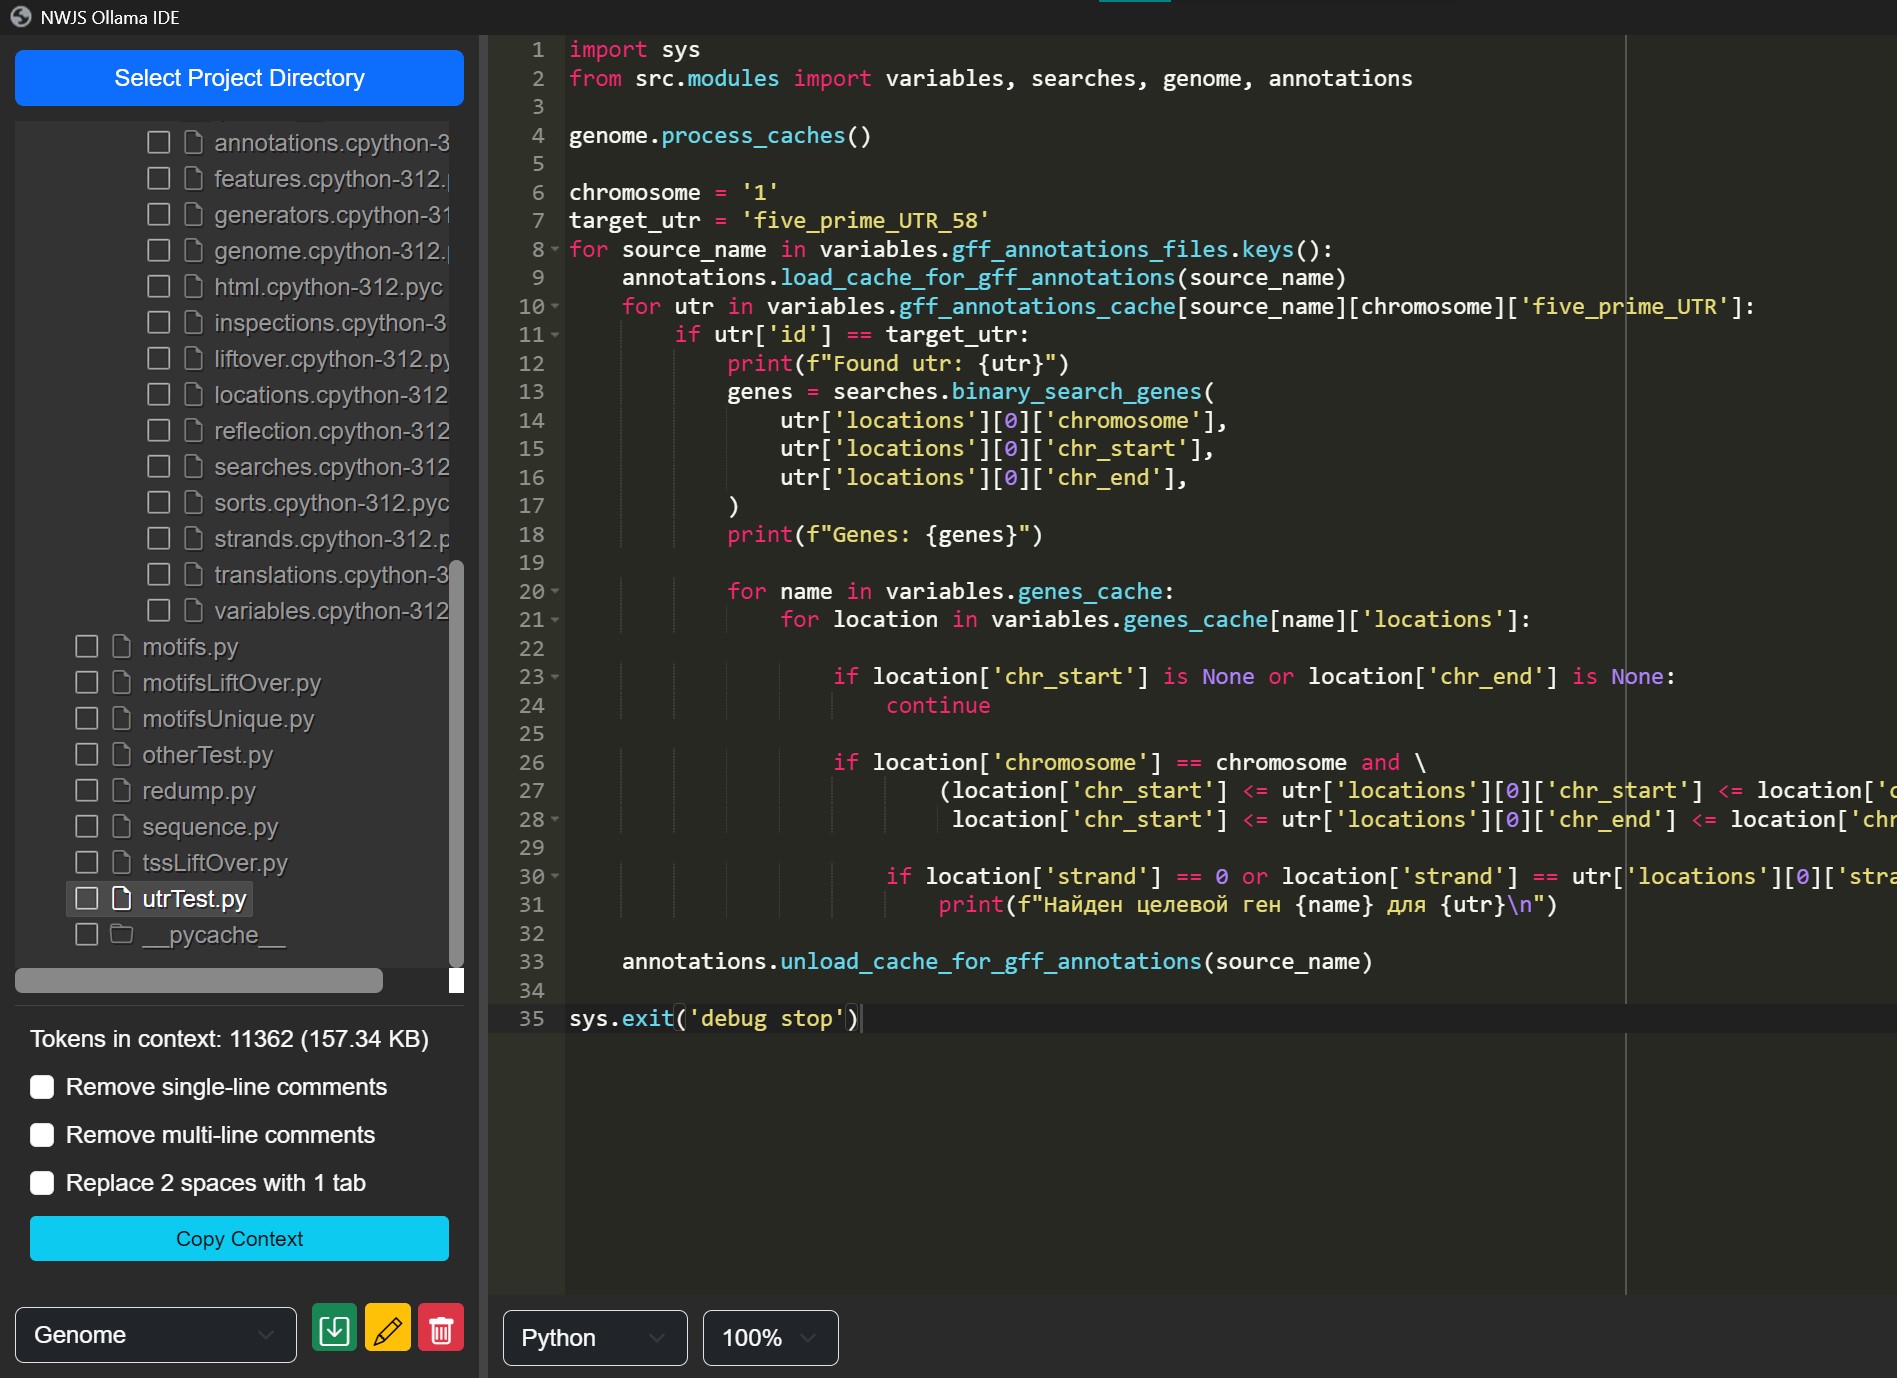 NWJS Ollama IDE
Select Project Directory
annotations.cpython-3
features.cpython-312.
generators.cpython-31
genome.cpython-312.
html.cpython-312.pyc
inspections.cpython-3
liftover.cpython-312.py
locations.cpython-312
reflection.cpython-312
searches.cpython-312
sorts.cpython-312.pyc
strands.cpython-312.p
translations.cpython-3
variables.cpython-312
motifs.py
motifsLiftOver.py
motifsUnique.py
otherTest.py
redump.py
sequence.py
tssLiftOver.py
utrTest.py
__pycache__
Tokens in context: 11362 (157.34 KB)
Remove single-line comments
Remove multi-line comments
Replace 2 spaces with 1 tab
Copy Context
Genome
1 import sys
2 from src.modules import variables, searches, genome, annotations
3
4 genome.process_caches()
5
6 chromosome = '1'
7 target_utr = 'five_prime_UTR_58'
8 for source_name in variables.gff_annotations_files.keys():
9     annotations.load_cache_for_gff_annotations(source_name)
10     for utr in variables.gff_annotations_cache[source_name][chromosome]['five_prime_UTR']:
11         if utr['id'] == target_utr:
12             print(f"Found utr: {utr}")
13             genes = searches.binary_search_genes(
14                 utr['locations'][0]['chromosome'],
15                 utr['locations'][0]['chr_start'],
16                 utr['locations'][0]['chr_end'],
17             )
18             print(f"Genes: {genes}")
19
20             for name in variables.genes_cache:
21                 for location in variables.genes_cache[name]['locations']:
22
23                     if location['chr_start'] is None or location['chr_end'] is None:
24                         continue
25
26                     if location['chromosome'] == chromosome and \
27                             (location['chr_start'] <= utr['locations'][0]['chr_start'] <= location['c
28                              location['chr_start'] <= utr['locations'][0]['chr_end'] <= location['chr
29
30                         if location['strand'] == 0 or location['strand'] == utr['locations'][0]['stra
31                             print(f"Найден целевой ген {name} для {utr}\n")
32
33     annotations.unload_cache_for_gff_annotations(source_name)
34
35 sys.exit('debug stop')
Python
100%